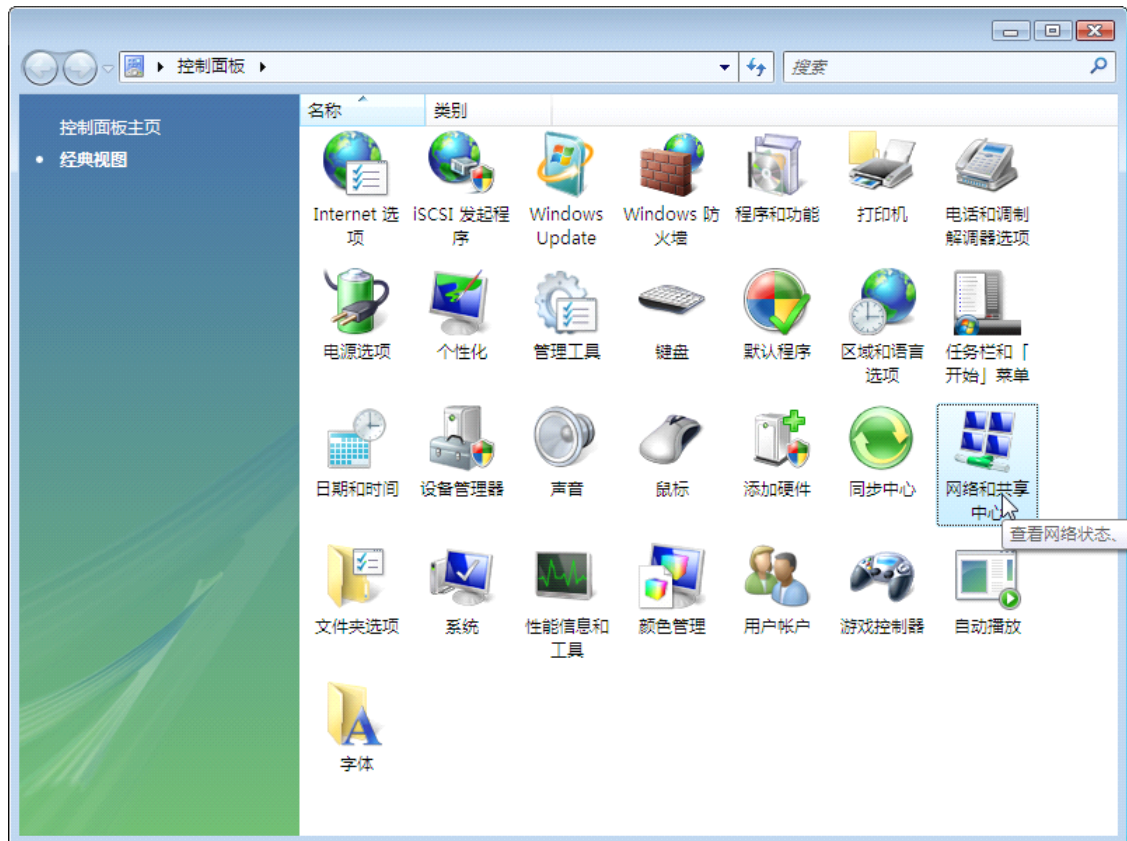 控制面板
搜索
控制面板主页
经典视图
名称 类别
Internet 选
项
iSCSI 发起程
序
Windows
Update
Windows 防
火墙
程序和功能
打印机
电话和调制
解调器选项
电源选项
个性化
管理工具
键盘
默认程序
区域和语言
选项
任务栏和「
开始」菜单
日期和时间
设备管理器
声音
鼠标
添加硬件
同步中心
网络和共享
中心
查看网络状态、
文件夹选项
系统
性能信息和
工具
颜色管理
用户帐户
游戏控制器
自动播放
字体